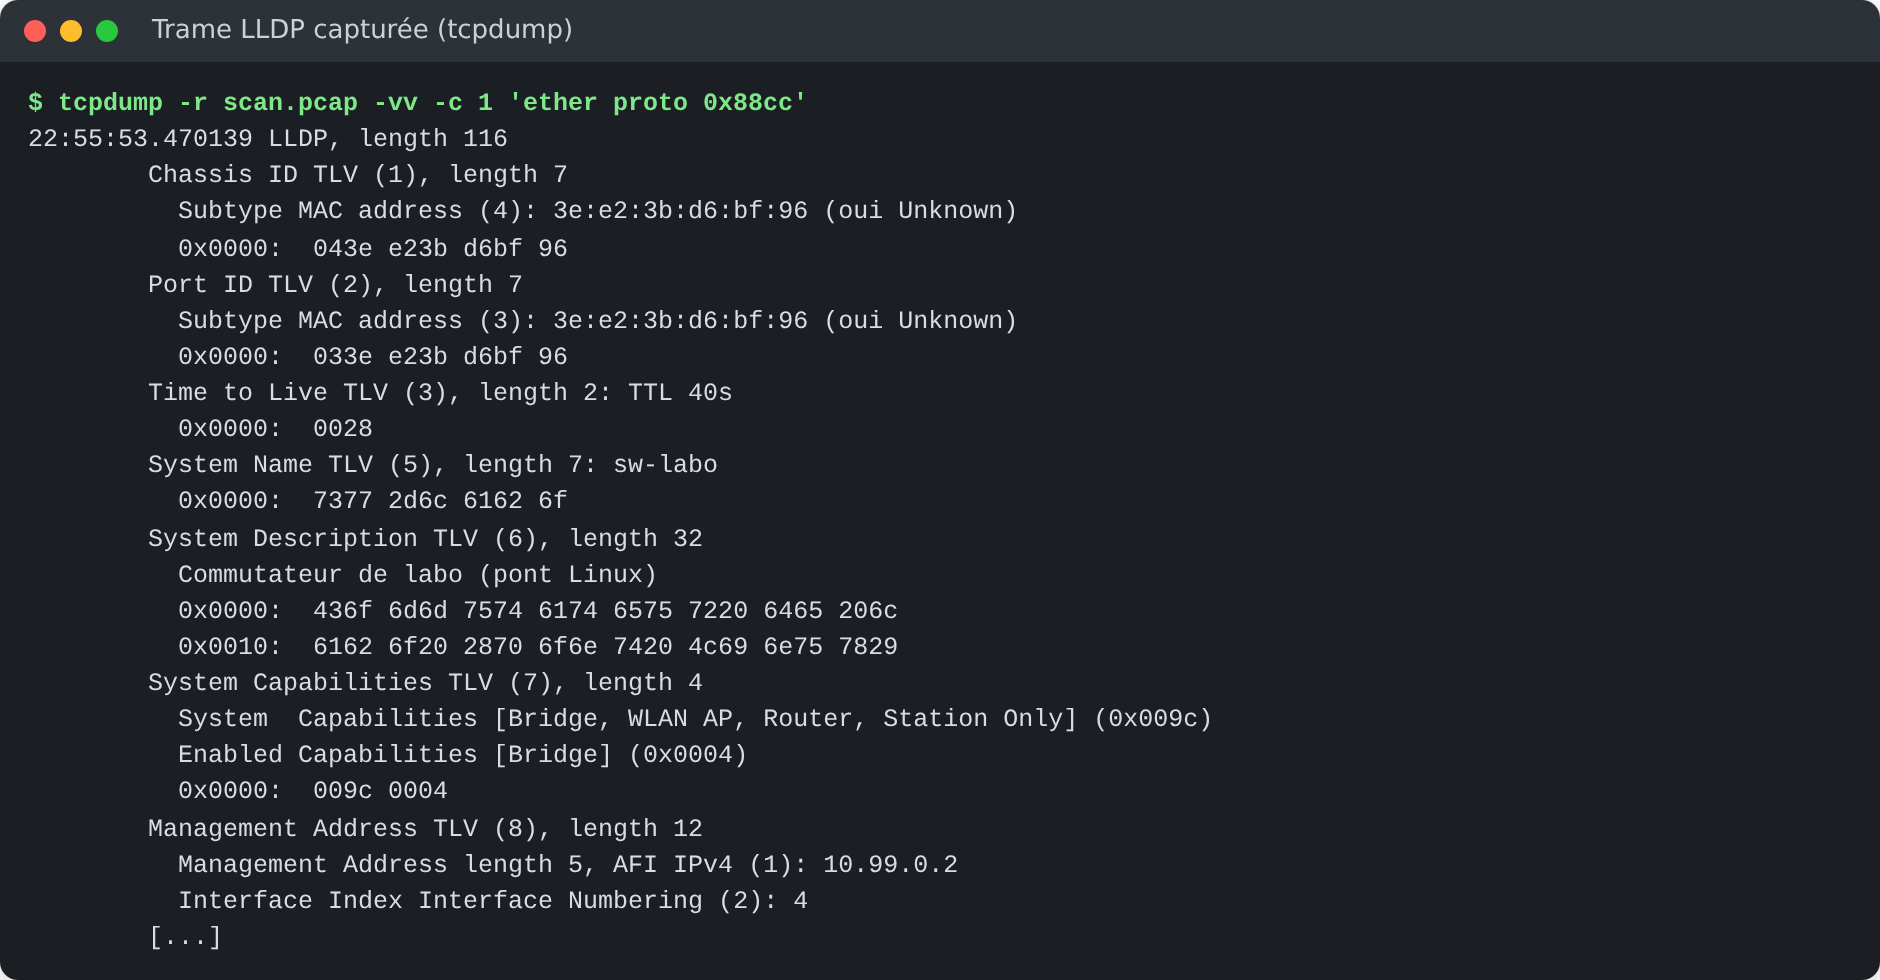 Trame LLDP capturée (tcpdump)
$ tcpdump -r scan.pcap -vv -c 1 'ether proto 0x88cc'
22:55:53.470139 LLDP, length 116
        Chassis ID TLV (1), length 7
          Subtype MAC address (4): 3e:e2:3b:d6:bf:96 (oui Unknown)
          0x0000:  043e e23b d6bf 96
        Port ID TLV (2), length 7
          Subtype MAC address (3): 3e:e2:3b:d6:bf:96 (oui Unknown)
          0x0000:  033e e23b d6bf 96
        Time to Live TLV (3), length 2: TTL 40s
          0x0000:  0028
        System Name TLV (5), length 7: sw-labo
          0x0000:  7377 2d6c 6162 6f
        System Description TLV (6), length 32
          Commutateur de labo (pont Linux)
          0x0000:  436f 6d6d 7574 6174 6575 7220 6465 206c
          0x0010:  6162 6f20 2870 6f6e 7420 4c69 6e75 7829
        System Capabilities TLV (7), length 4
          System  Capabilities [Bridge, WLAN AP, Router, Station Only] (0x009c)
          Enabled Capabilities [Bridge] (0x0004)
          0x0000:  009c 0004
        Management Address TLV (8), length 12
          Management Address length 5, AFI IPv4 (1): 10.99.0.2
          Interface Index Interface Numbering (2): 4
        [...]